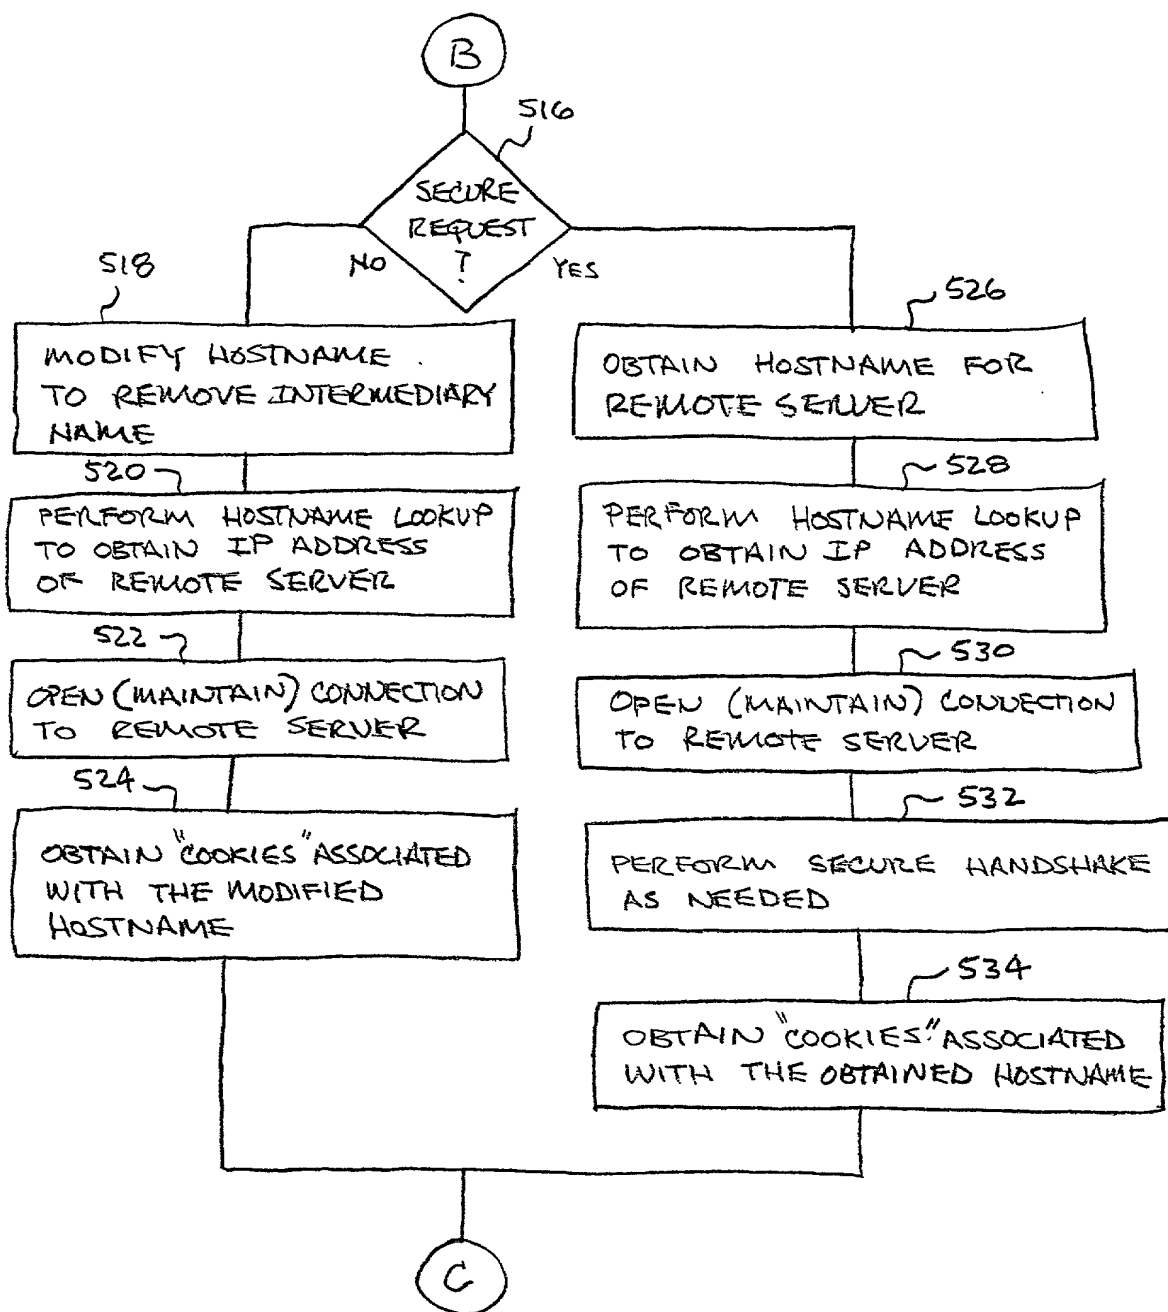 B
516
SECURE
REQUEST
?
NO
YES
518
MODIFY HOSTNAME
TO REMOVE INTERMEDIARY
NAME
520
PERFORM HOSTNAME LOOKUP
TO OBTAIN IP ADDRESS
OF REMOTE SERVER
522
OPEN (MAINTAIN) CONNECTION
TO REMOTE SERVER
524
OBTAIN "COOKIES" ASSOCIATED
WITH THE MODIFIED
HOSTNAME
526
OBTAIN HOSTNAME FOR
REMOTE SERVER
528
PERFORM HOSTNAME LOOKUP
TO OBTAIN IP ADDRESS
OF REMOTE SERVER
530
OPEN (MAINTAIN) CONNECTION
TO REMOTE SERVER
532
PERFORM SECURE HANDSHAKE
AS NEEDED
534
OBTAIN "COOKIES" ASSOCIATED
WITH THE OBTAINED HOSTNAME
C